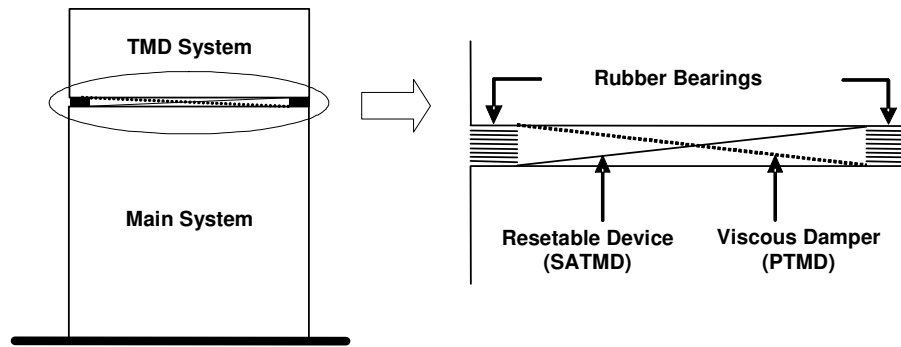 TMD System
Main System
Rubber Bearings
Resetable Device
(SATMD)
Viscous Damper
(PTMD)